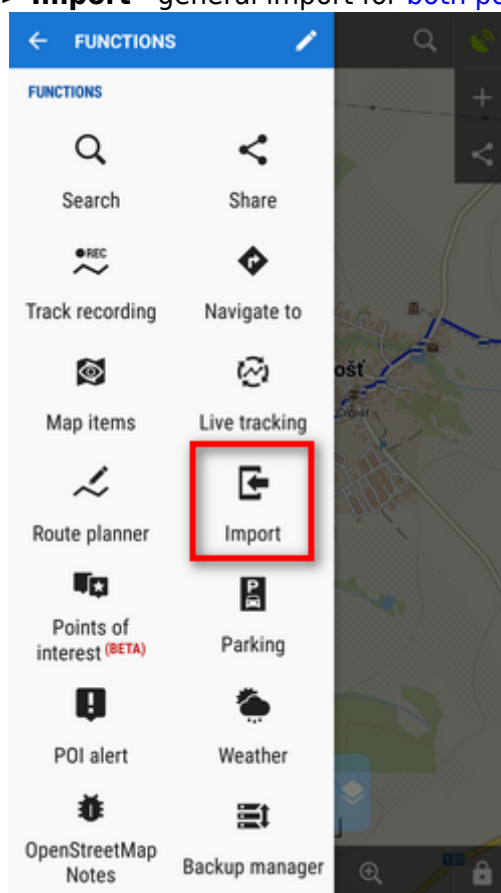 > Import - general import for both po
FUNCTIONS
FUNCTIONS
Search
Share
REC
Track recording
Navigate to
Map items
Live tracking
Route planner
Import
Points of
interest (BETA)
P
Parking
POI alert
Weather
OpenStreetMap
Notes
Backup manager
ošť
P